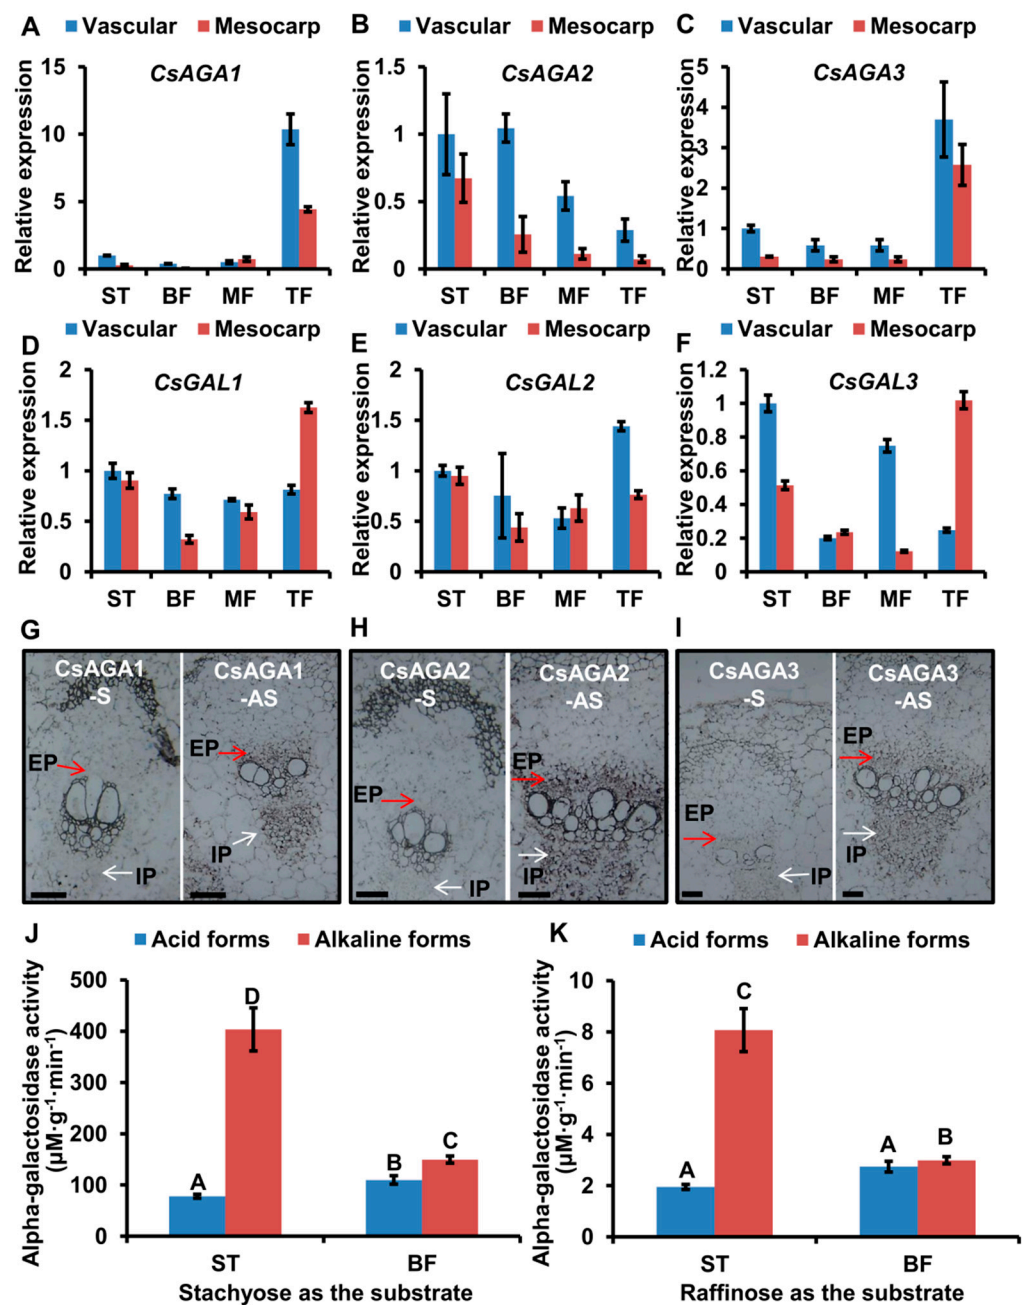 A Vascular Mesocarp
CsAGA1
Relative expression
10
5
0
ST BF MF TF
B Vascular Mesocarp
CsAGA2
Relative expression
1.5
1
0.5
0
ST BF MF TF
C Vascular Mesocarp
CsAGA3
Relative expression
5
4
3
2
1
0
ST BF MF TF
D Vascular Mesocarp
CsGAL1
Relative expression
2
1.5
1
0.5
0
ST BF MF TF
E Vascular Mesocarp
CsGAL2
Relative expression
2
1.5
1
0.5
0
ST BF MF TF
F Vascular Mesocarp
CsGAL3
Relative expression
1
0.8
0.6
0.4
0.2
0
ST BF MF TF
G
CsAGA1
-S
EP
IP
CsAGA1
-AS
EP
IP
H
CsAGA2
-S
EP
IP
CsAGA2
-AS
EP
IP
I
CsAGA3
-S
EP
IP
CsAGA3
-AS
EP
IP
J Acid forms Alkaline forms
Alpha-galactosidase activity
(µM·g⁻¹·min⁻¹)
500
400
300
200
100
0
A
D
B
C
ST BF
Stachyose as the substrate
K Acid forms Alkaline forms
Alpha-galactosidase activity
(µM·g⁻¹·min⁻¹)
10
8
6
4
2
0
A
C
A
B
ST BF
Raffinose as the substrate